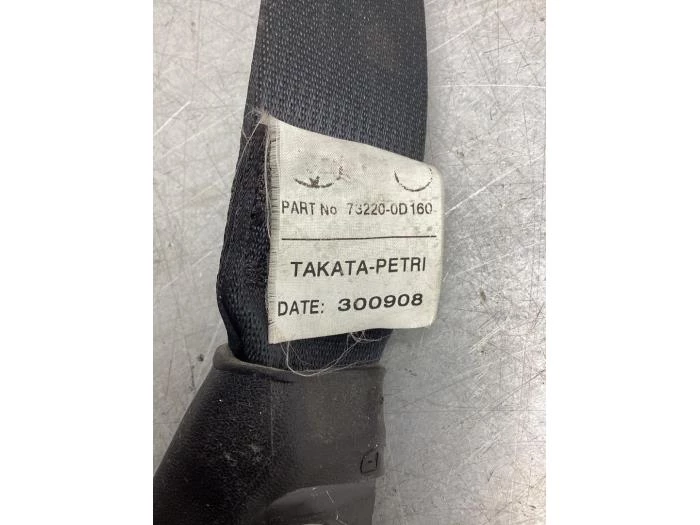 PART No 73220-0D160
TAKATA-PETRI
DATE: 300908